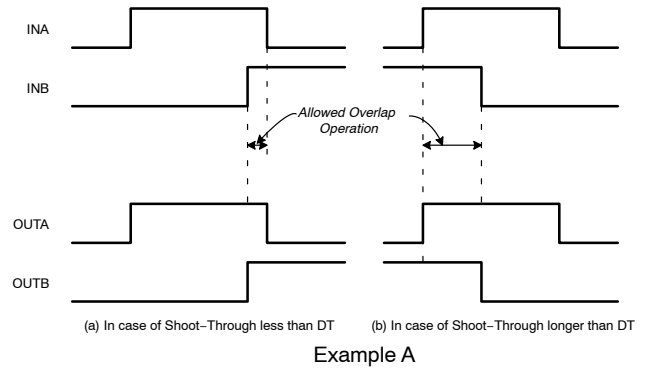 INA
INB
Allowed Overlap
Operation
OUTA
OUTB
(a) In case of Shoot−Through less than DT
(b) In case of Shoot−Through longer than DT
Example A